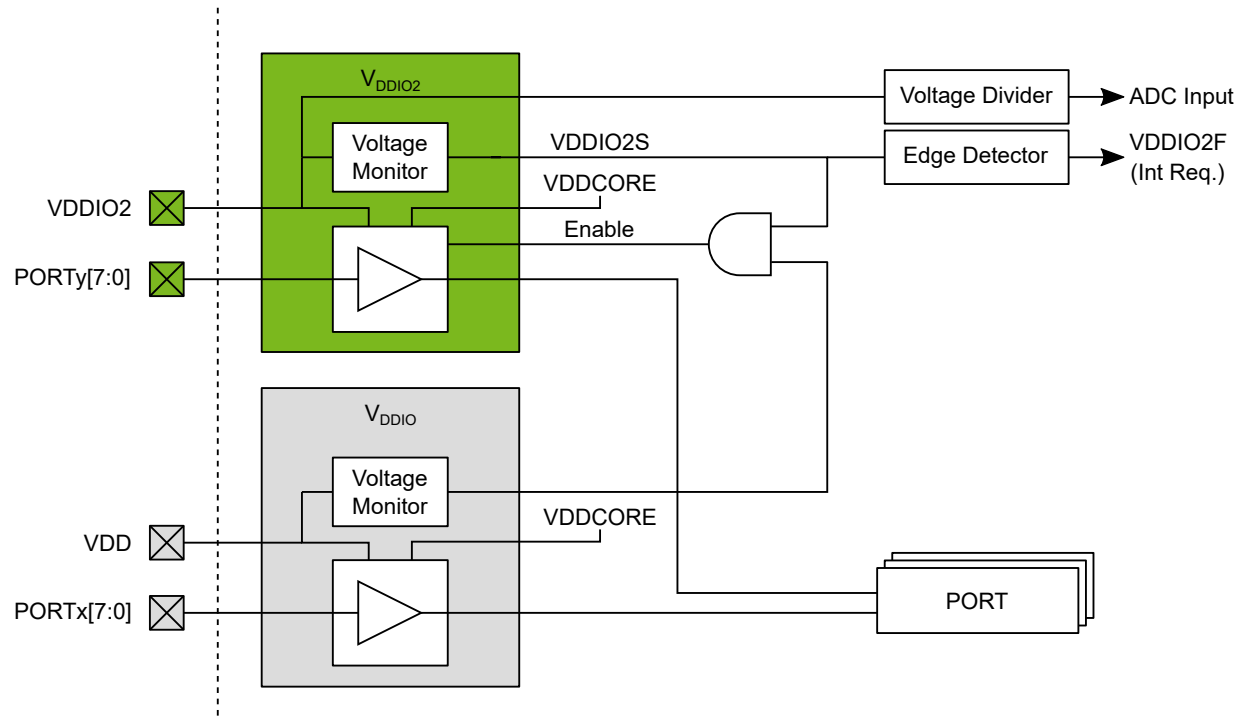 VDDIO2
Voltage Divider
ADC Input
Voltage
Monitor
VDDIO2S
Edge Detector
VDDIO2F
(Int Req.)
VDDCORE
VDDIO2
Enable
PORTy[7:0]
VDDIO
Voltage
Monitor
VDDCORE
VDD
PORTx[7:0]
PORT